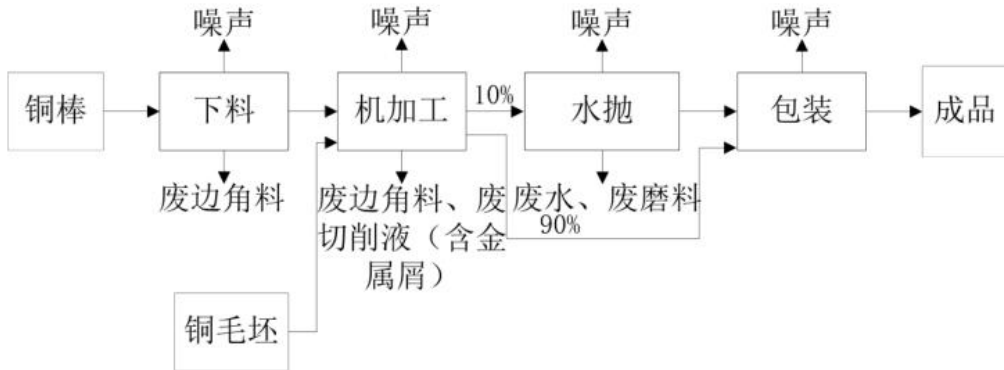 噪声
噪声
噪声
噪声
铜棒
下料
机加工
10%
水抛
包装
成品
废边角料
废边角料、废
切削液（含金
属屑）
废水、废磨料
90%
铜毛坯